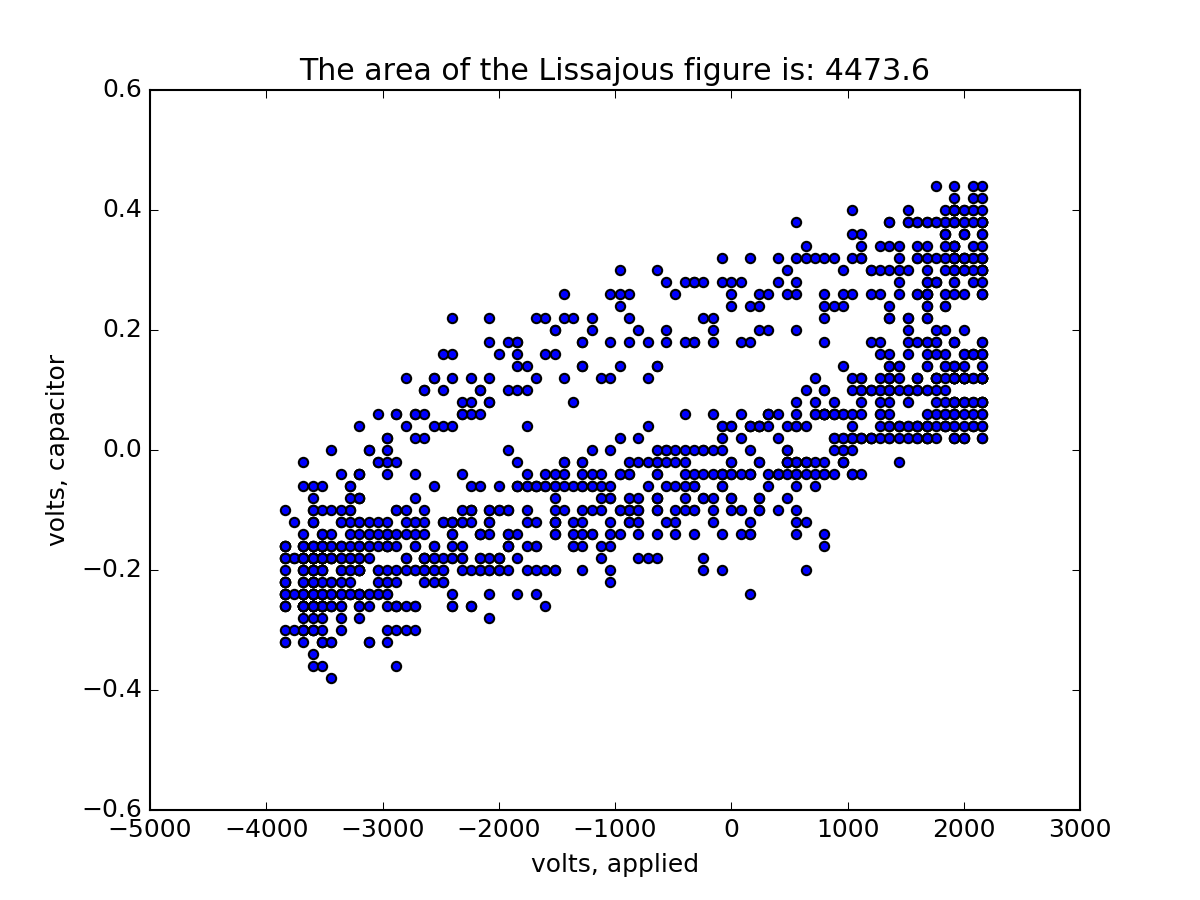 The area of the Lissajous figure is: 4473.6
0.6
0.4
0.2
0.0
−0.2
−0.4
−0.6
volts, capacitor
−5000 −4000 −3000 −2000 −1000 0 1000 2000 3000
volts, applied